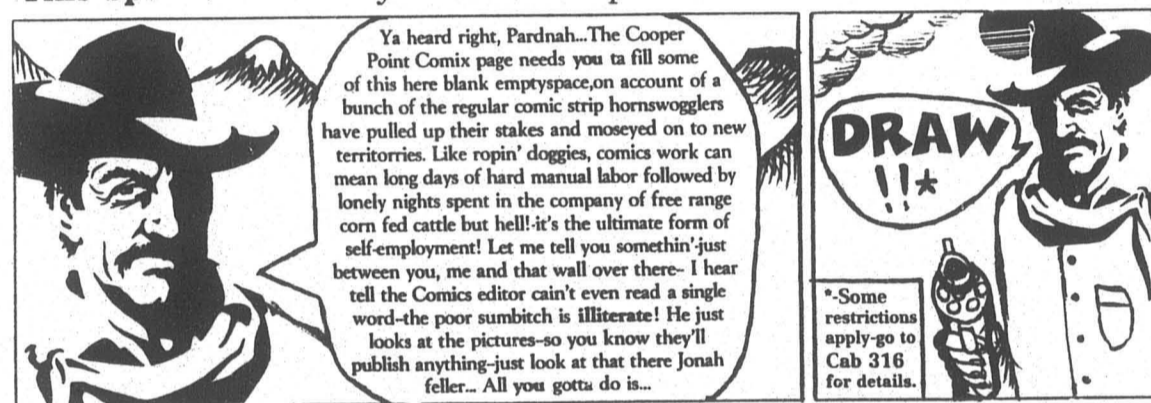 Ya heard right, Pardnah...The Cooper
Point Comix page needs you ta fill some
of this here blank emptyspace,on account of a
bunch of the regular comic strip hornswogglers
have pulled up their stakes and moseyed on to new
territorries. Like ropin' doggies, comics work can
mean long days of hard manual labor followed by
lonely nights spent in the company of free range
corn fed cattle but hell!-it's the ultimate form of
self-employment! Let me tell you somethin'-just
between you, me and that wall over there– I hear
tell the Comics editor cain't even read a single
word–the poor sumbitch is illiterate! He just
looks at the pictures–so you know they'll
publish anything–just look at that there Jonah
feller... All you gotta do is...
DRAW
!!*
*-Some
restrictions
apply-go to
Cab 316
for details.